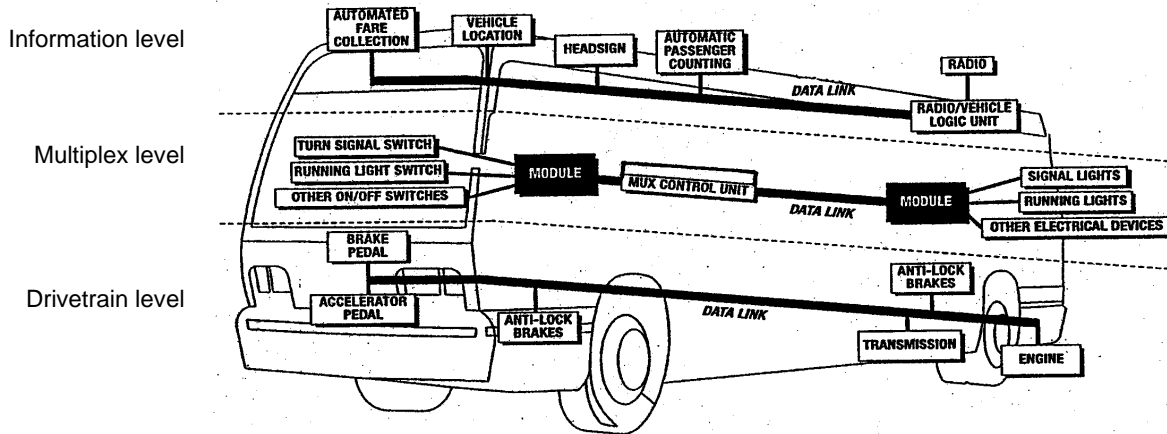 Information level
AUTOMATED
FARE
COLLECTION
VEHICLE
LOCATION
HEADSIGN
AUTOMATIC
PASSENGER
COUNTING
RADIO
DATA LINK
RADIO/VEHICLE
LOGIC UNIT
Multiplex level
TURN SIGNAL SWITCH
RUNNING LIGHT SWITCH
OTHER ON/OFF SWITCHES
MODULE
MUX CONTROL UNIT
DATA LINK
MODULE
SIGNAL LIGHTS
RUNNING LIGHTS
OTHER ELECTRICAL DEVICES
Drivetrain level
BRAKE
PEDAL
ACCELERATOR
PEDAL
ANTI-LOCK
BRAKES
DATA LINK
ANTI-LOCK
BRAKES
TRANSMISSION
ENGINE